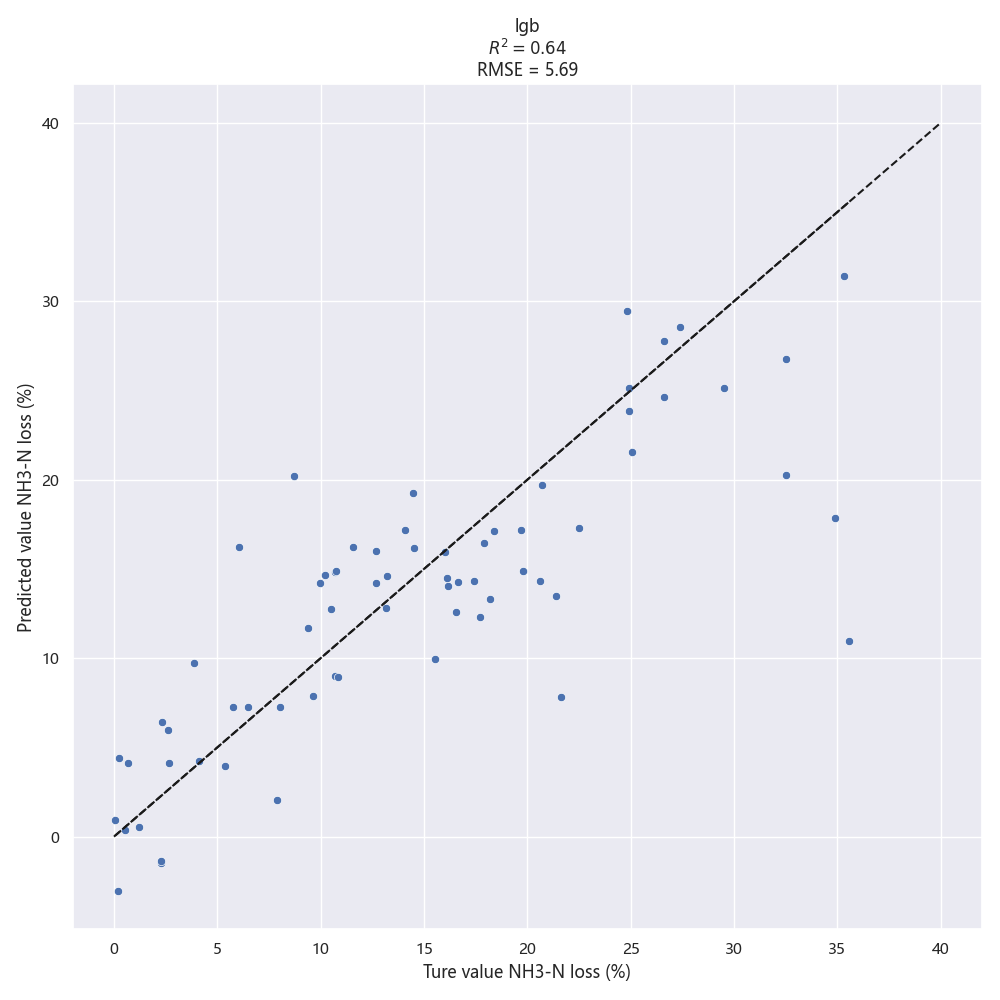 lgb
R² = 0.64
RMSE = 5.69
Predicted value NH3-N loss (%)
40
30
20
10
0
0 5 10 15 20 25 30 35 40
Ture value NH3-N loss (%)